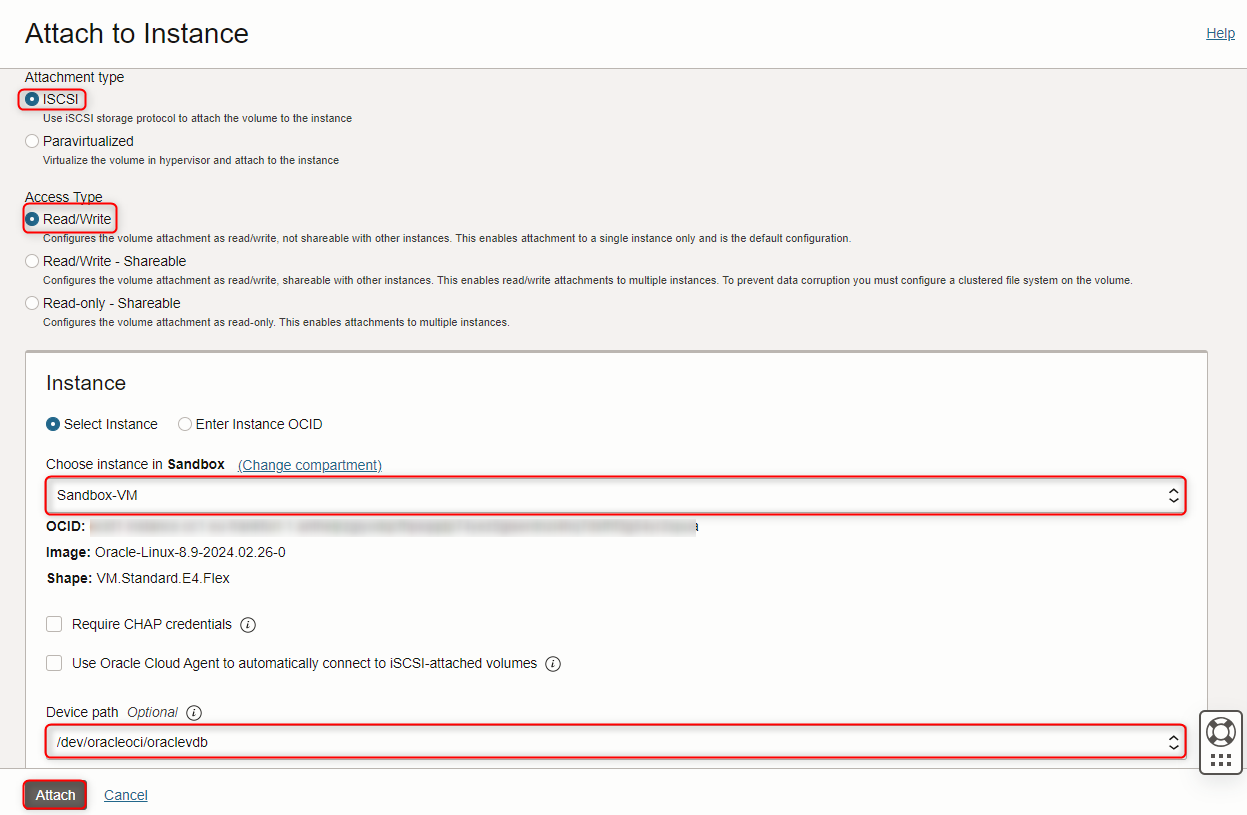 Attach to Instance
Help
Attachment type
ISCSI
Use iSCSI storage protocol to attach the volume to the instance
Paravirtualized
Virtualize the volume in hypervisor and attach to the instance
Access Type
Read/Write
Configures the volume attachment as read/write, not shareable with other instances. This enables attachment to a single instance only and is the default configuration.
Read/Write - Shareable
Configures the volume attachment as read/write, shareable with other instances. This enables read/write attachments to multiple instances. To prevent data corruption you must configure a clustered file system on the volume.
Read-only - Shareable
Configures the volume attachment as read-only. This enables attachments to multiple instances.
Instance
Select Instance Enter Instance OCID
Choose instance in Sandbox (Change compartment)
Sandbox-VM
OCID:
Image: Oracle-Linux-8.9-2024.02.26-0
Shape: VM.Standard.E4.Flex
Require CHAP credentials
Use Oracle Cloud Agent to automatically connect to iSCSI-attached volumes
Device path Optional
/dev/oracleoci/oraclevdb
Attach Cancel